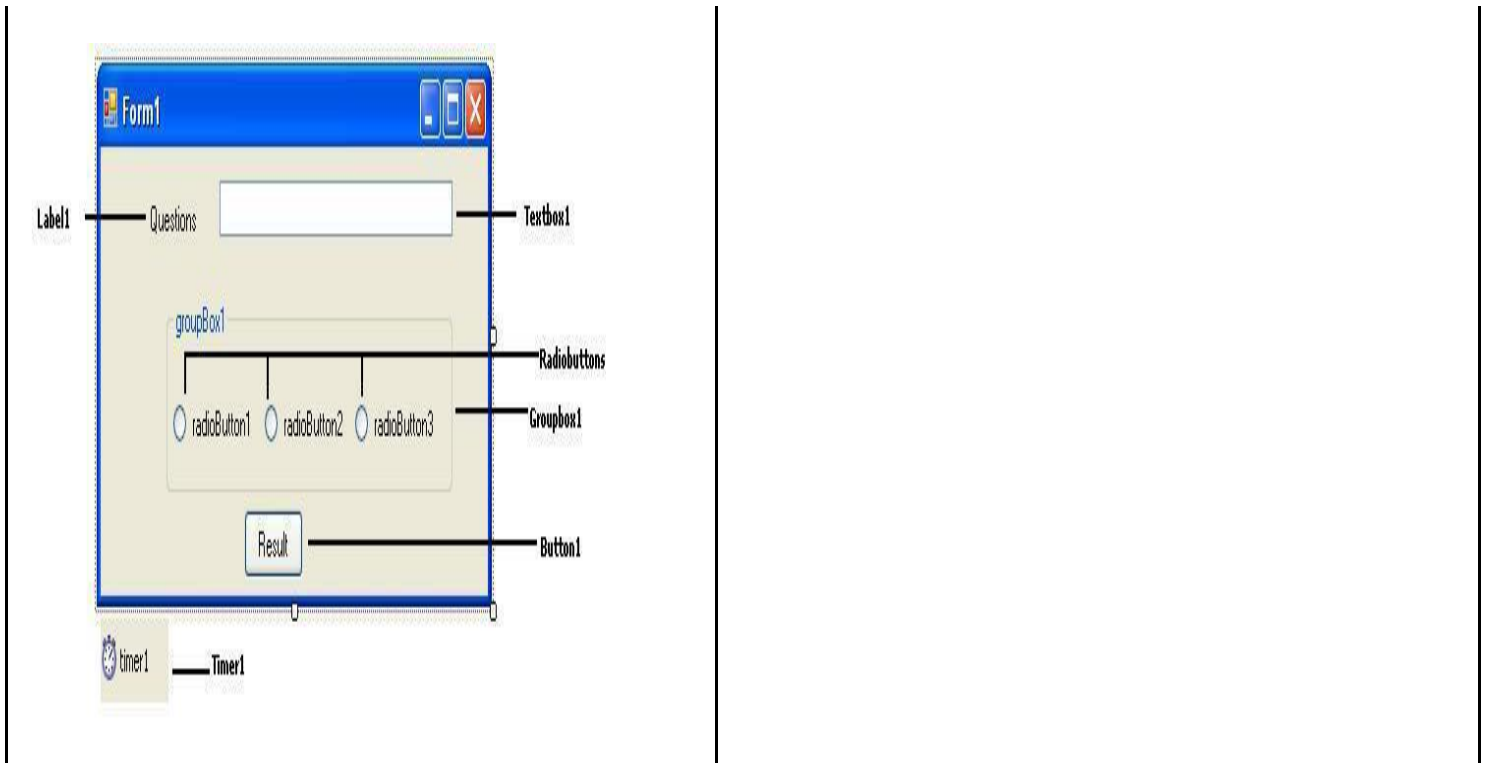 Form1
Label1
Questions
Textbox1
groupBox1
Radiobuttons
radioButton1 radioButton2 radioButton3
Groupbox1
Result
Button1
timer1
Timer1